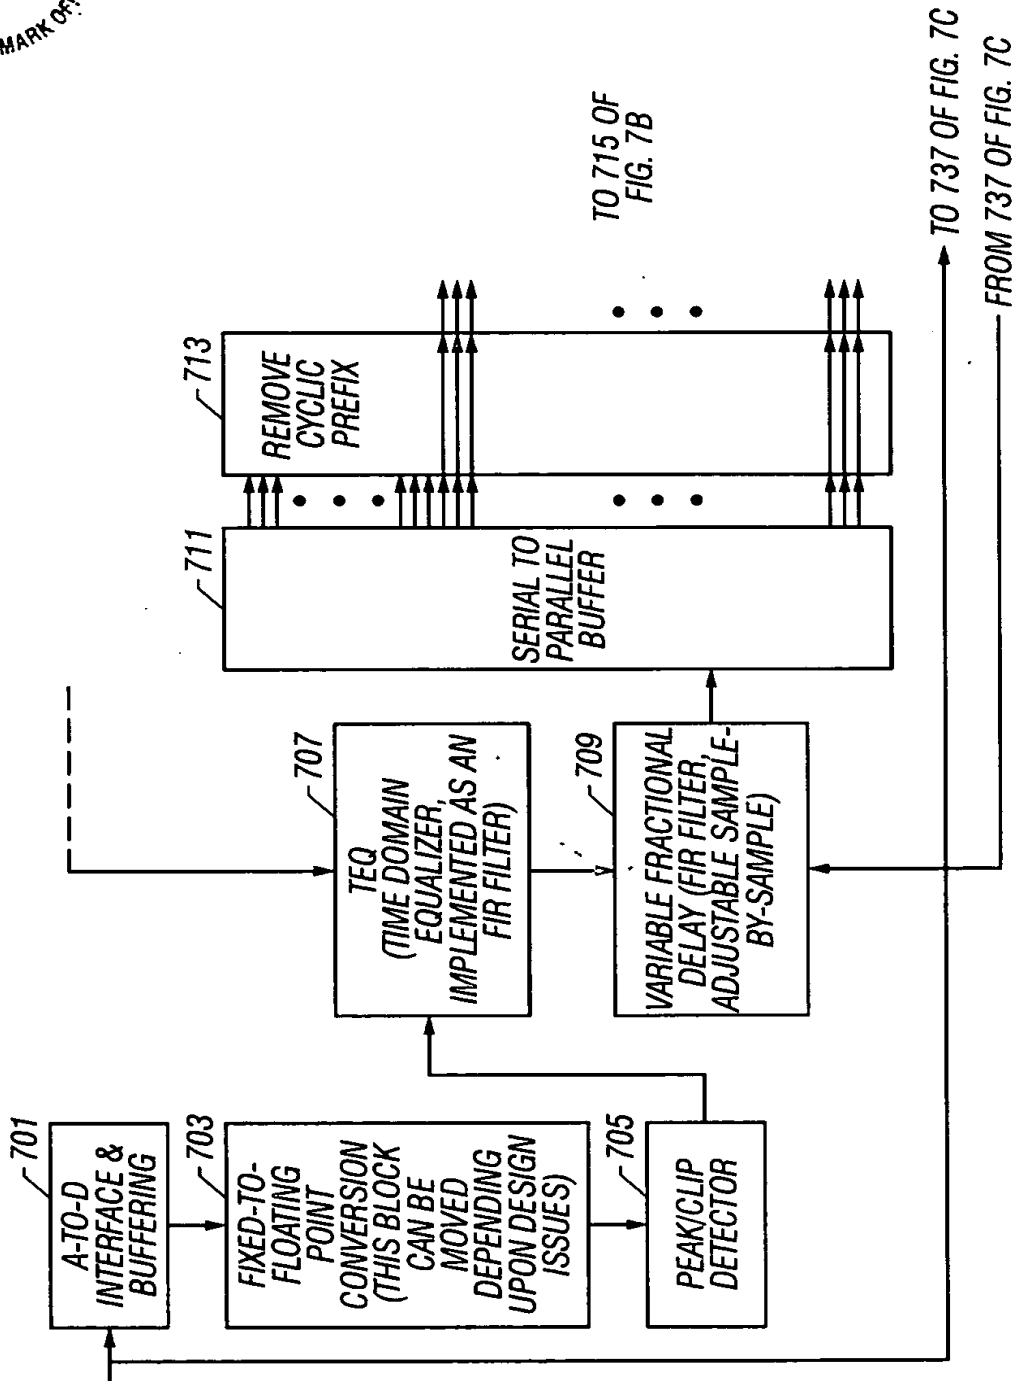 MARK OFF
701
A-TO-D
INTERFACE &
BUFFERING
703
FIXED-TO-
FLOATING
POINT
CONVERSION
(THIS BLOCK
CAN BE
MOVED
DEPENDING
UPON DESIGN
ISSUES)
705
PEAK/CLIP
DETECTOR
707
TEQ
(TIME DOMAIN
EQUALIZER,
IMPLEMENTED AS AN
FIR FILTER)
709
VARIABLE FRACTIONAL
DELAY (FIR FILTER,
ADJUSTABLE SAMPLE-
BY-SAMPLE)
711
SERIAL TO
PARALLEL
BUFFER
713
REMOVE
CYCLIC
PREFIX
TO 715 OF
FIG. 7B
TO 737 OF FIG. 7C
FROM 737 OF FIG. 7C